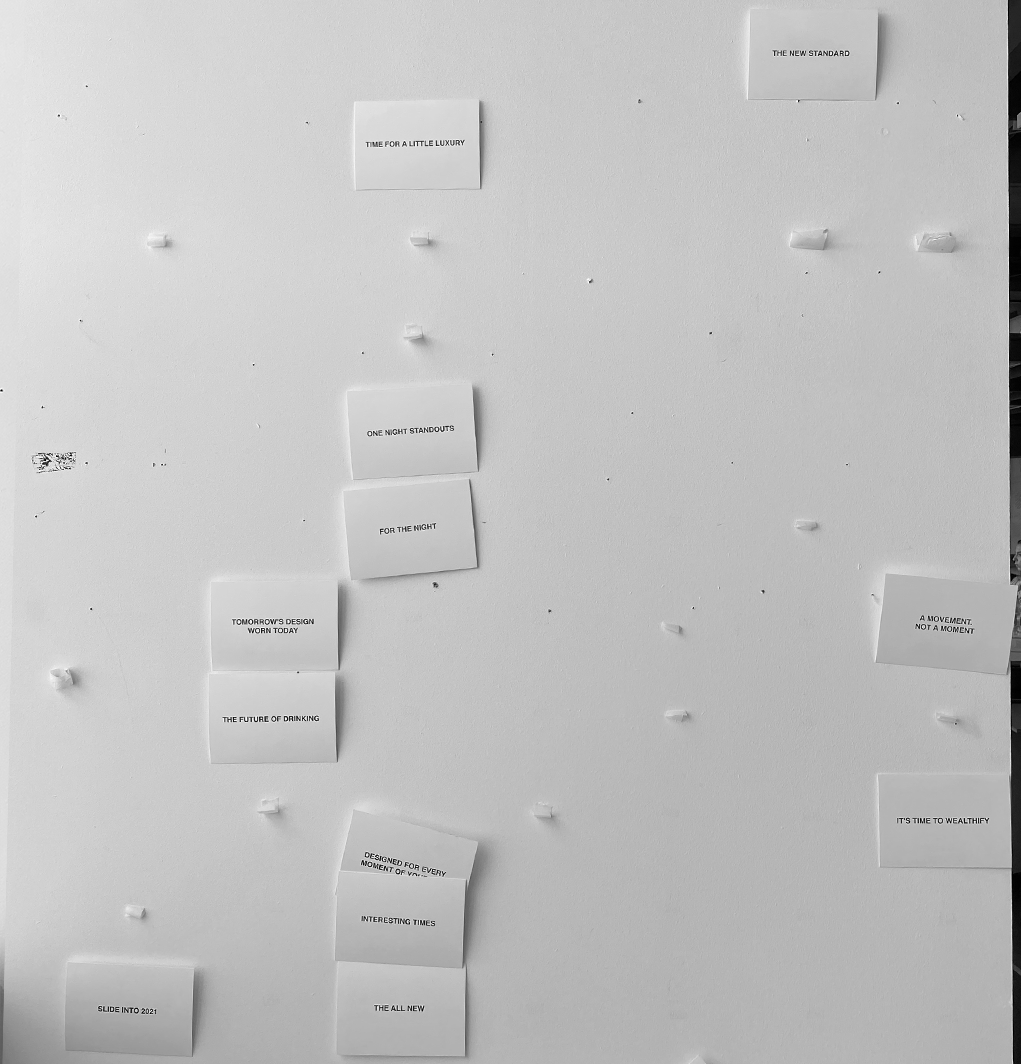 THE NEW STANDARD
TIME FOR A LITTLE LUXURY
ONE NIGHT STANDOUTS
FOR THE NIGHT
TOMORROW'S DESIGN
WORN TODAY
A MOVEMENT.
NOT A MOMENT
THE FUTURE OF DRINKING
IT'S TIME TO WEALTHIFY
DESIGNED FOR EVERY
MOMENT OF
INTERESTING TIMES
SLIDE INTO 2021
THE ALL NEW